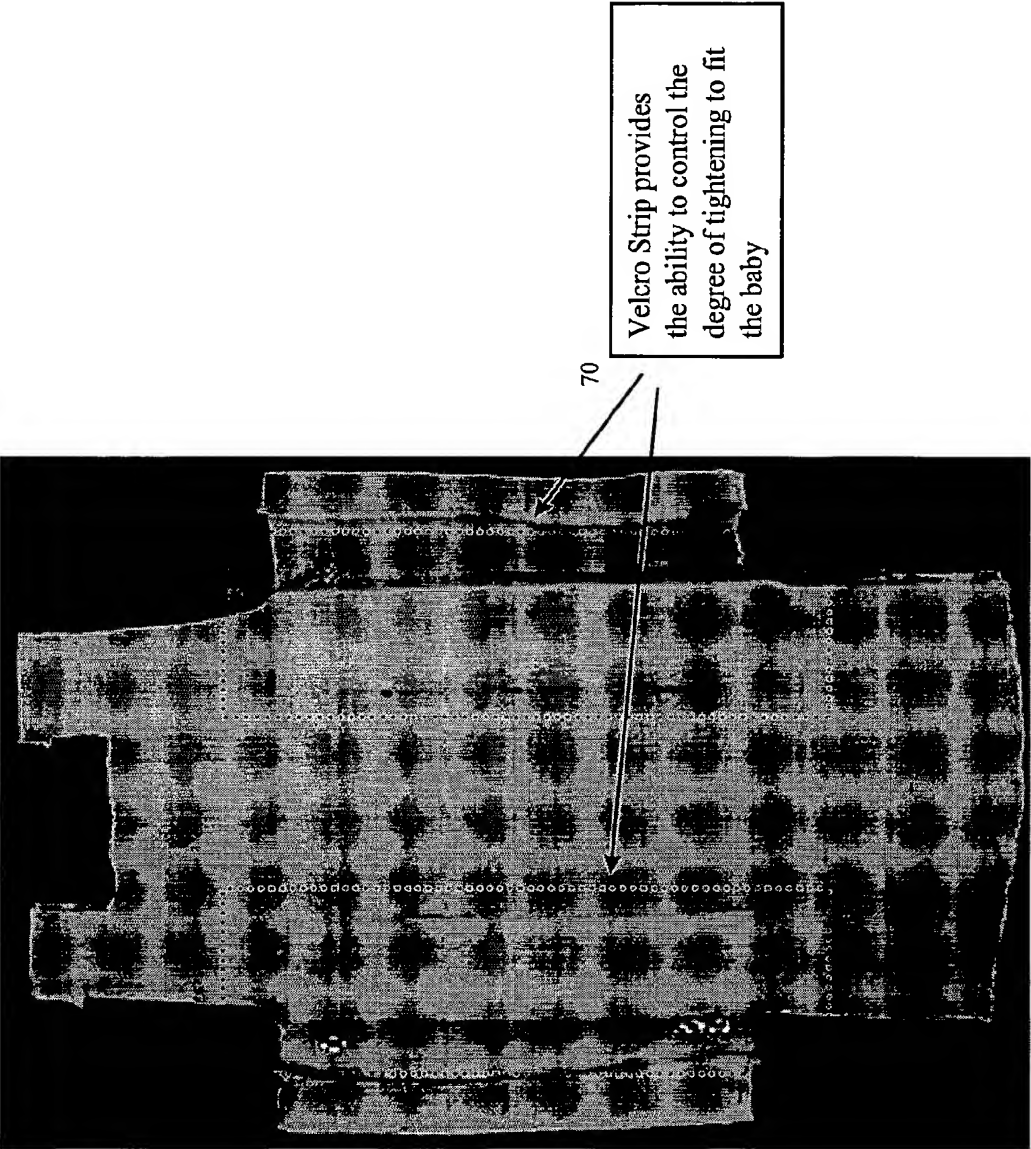 70
Velcro Strip provides
the ability to control the
degree of tightening to fit
the baby